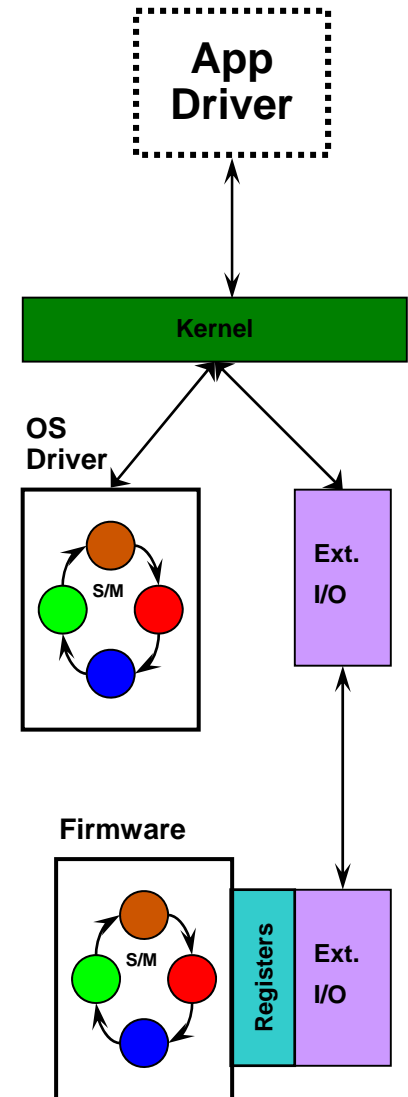 App
Driver
Kernel
OS
Driver
S/M
Ext.
I/O
Firmware
S/M
Registers
Ext.
I/O